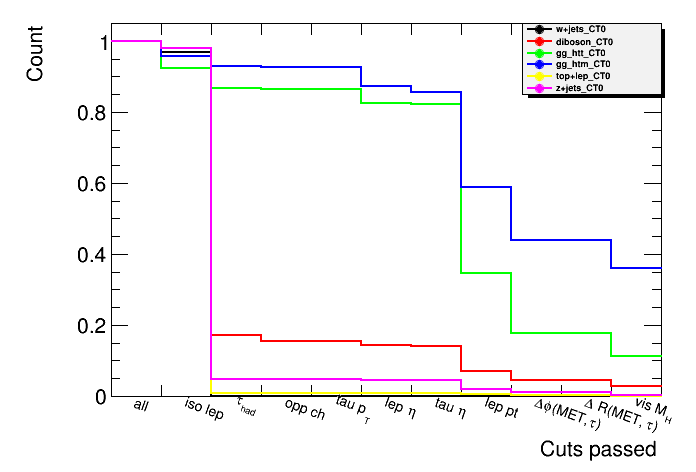 Count
1
0.8
0.6
0.4
0.2
0
w+jets_CT0
diboson_CT0
gg_htt_CT0
gg_htm_CT0
top+lep_CT0
z+jets_CT0
all
iso lep
τhad
opp ch
tau pT
lep η
tau η
lep pt
Δϕ(MET,τ)
Δ R(MET, τ)
vis MH
Cuts passed